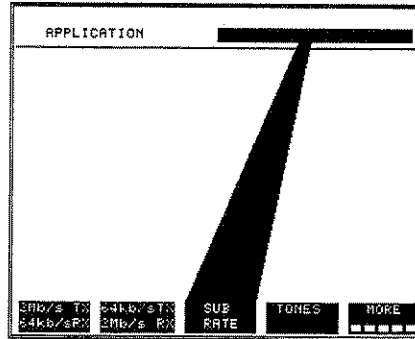 APPLICATION
2Mb/s TX 64kb/sTX SUB TONES MORE
64kb/sRX 2Mb/s RX RATE